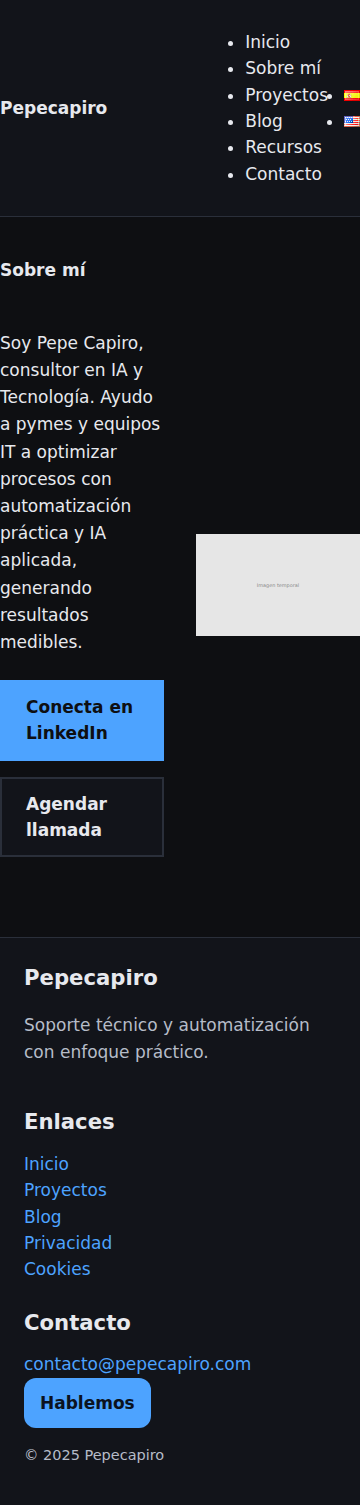 Pepecapiro
Inicio
Sobre mí
Proyectos
Blog
Recursos
Contacto
Sobre mí
Soy Pepe Capiro,
consultor en IA y
Tecnología. Ayudo
a pymes y equipos
IT a optimizar
procesos con
automatización
práctica y IA
aplicada,
generando
resultados
medibles.
Imagen temporal
Conecta en
LinkedIn
Agendar
llamada
Pepecapiro
Soporte técnico y automatización
con enfoque práctico.
Enlaces
Inicio
Proyectos
Blog
Privacidad
Cookies
Contacto
contacto@pepecapiro.com
Hablemos
© 2025 Pepecapiro